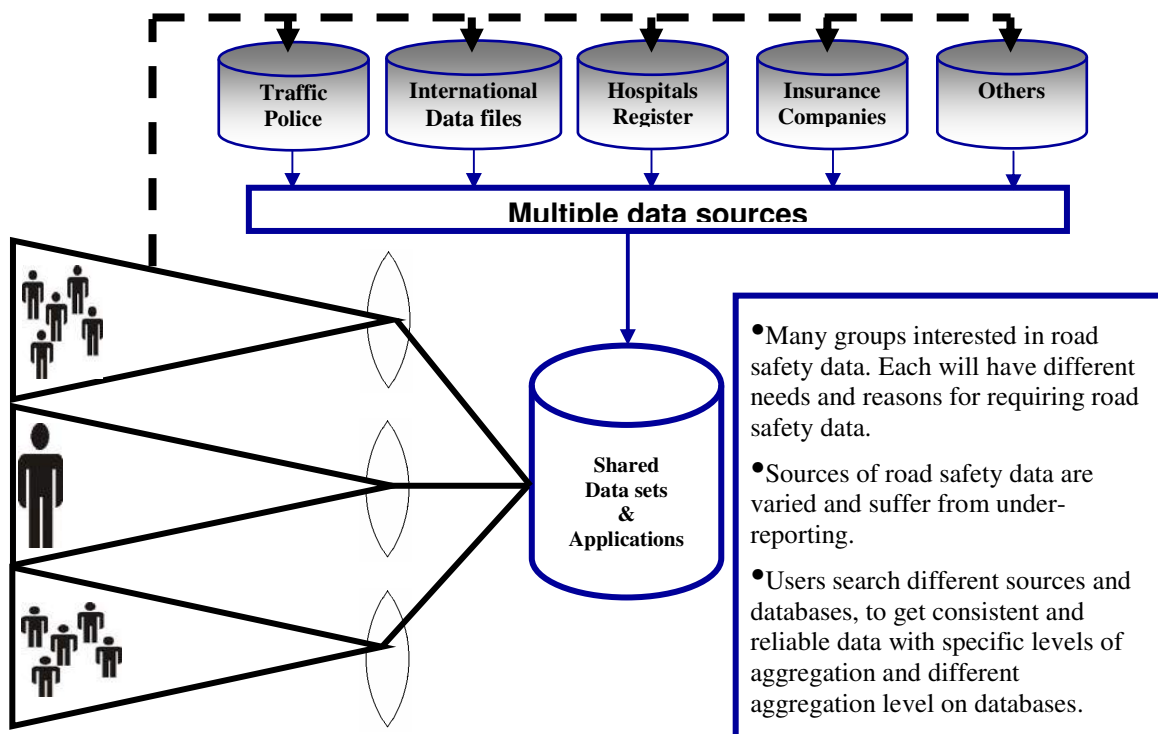 Traffic
Police
International
Data files
Hospitals
Register
Insurance
Companies
Others
Multiple data sources
Shared
Data sets
&
Applications
•Many groups interested in road
safety data. Each will have different
needs and reasons for requiring road
safety data.
•Sources of road safety data are
varied and suffer from under-
reporting.
•Users search different sources and
databases, to get consistent and
reliable data with specific levels of
aggregation and different
aggregation level on databases.